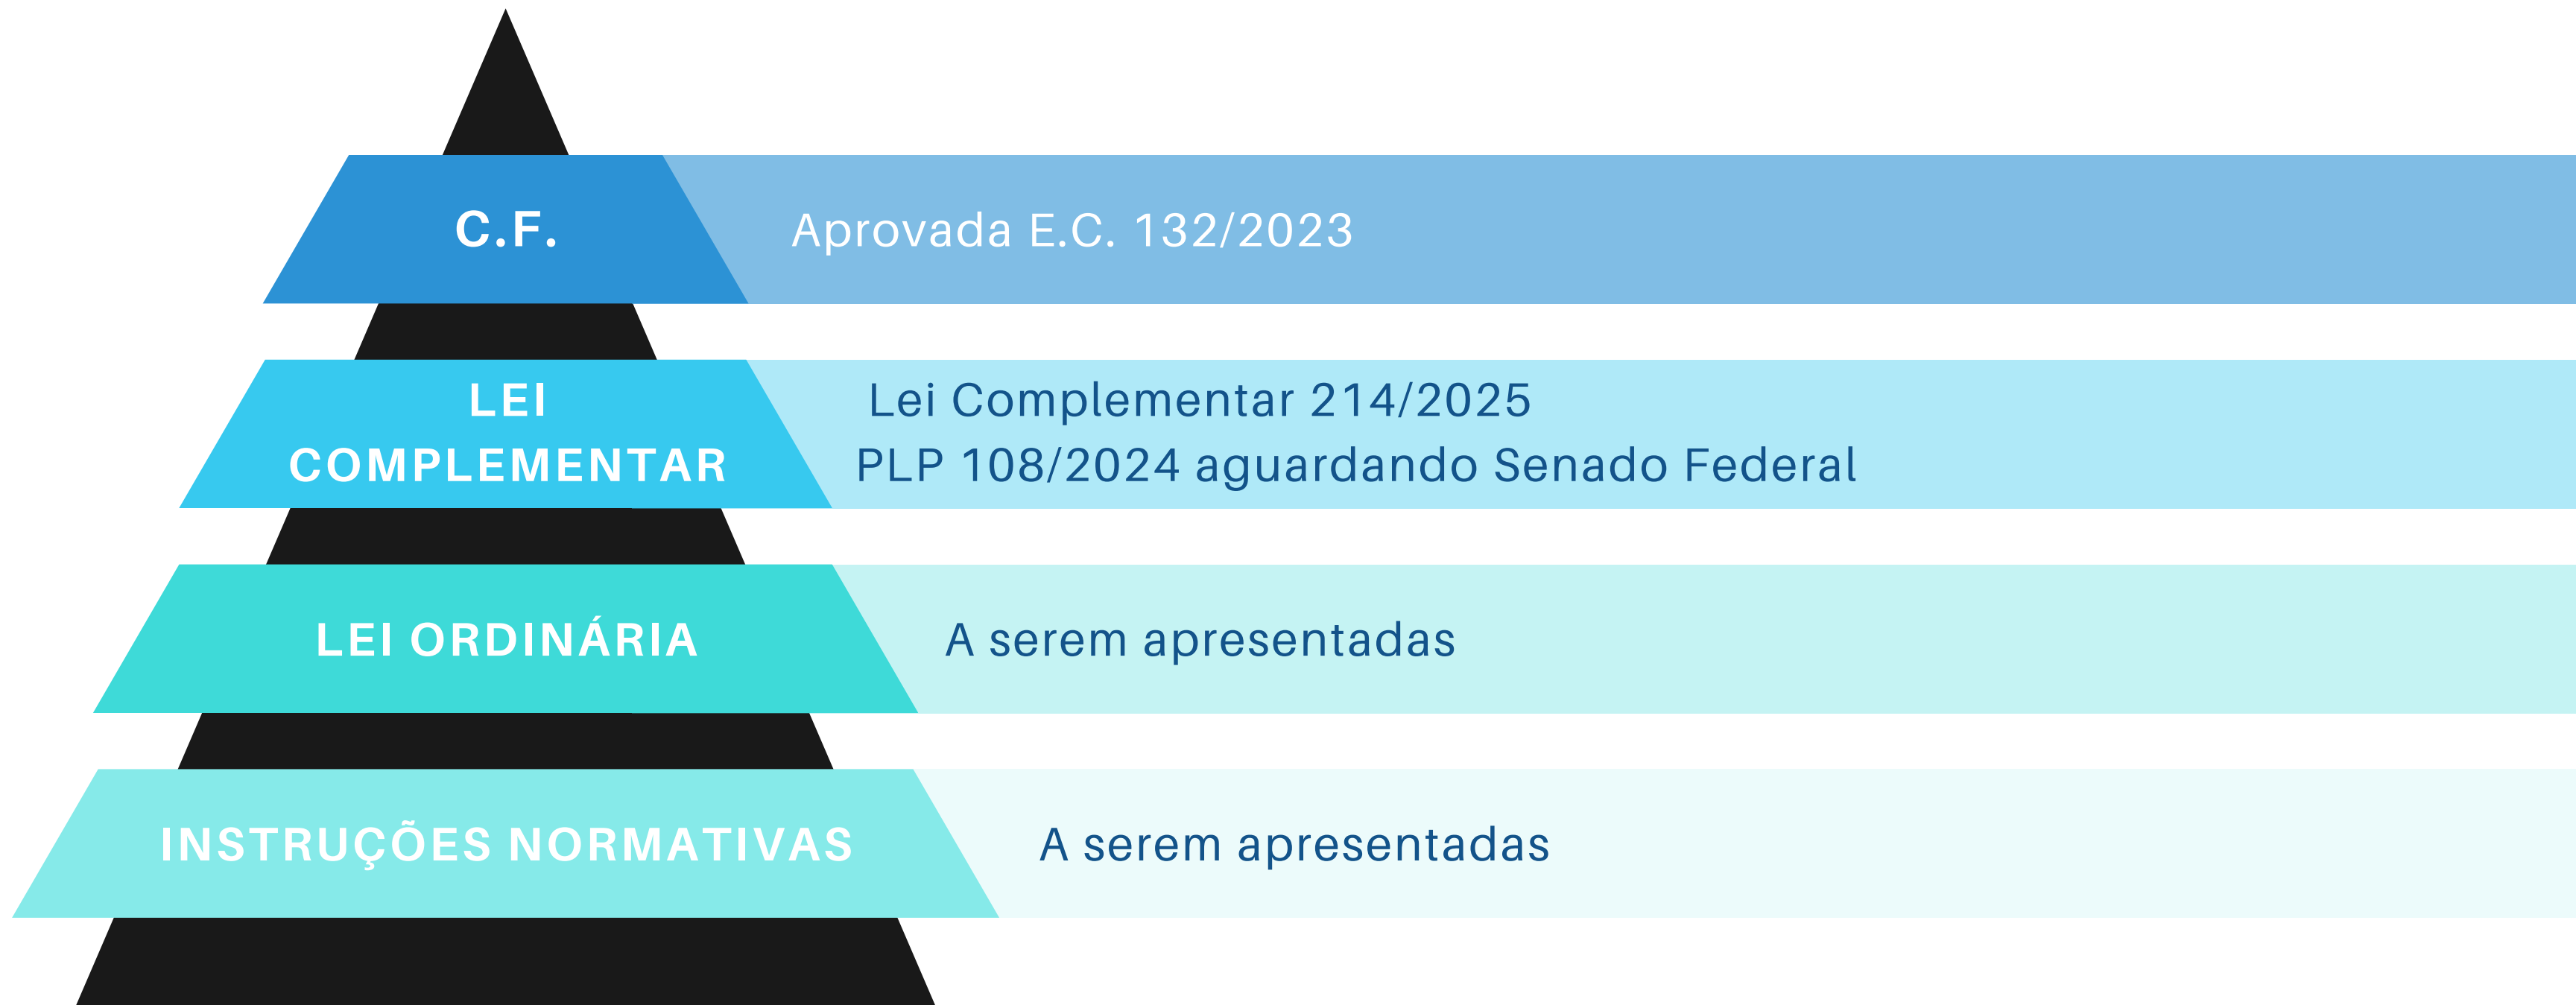 C.F.
Aprovada E.C. 132/2023
LEI
COMPLEMENTAR
Lei Complementar 214/2025
PLP 108/2024 aguardando Senado Federal
LEI ORDINÁRIA
A serem apresentadas
INSTRUÇÕES NORMATIVAS
A serem apresentadas